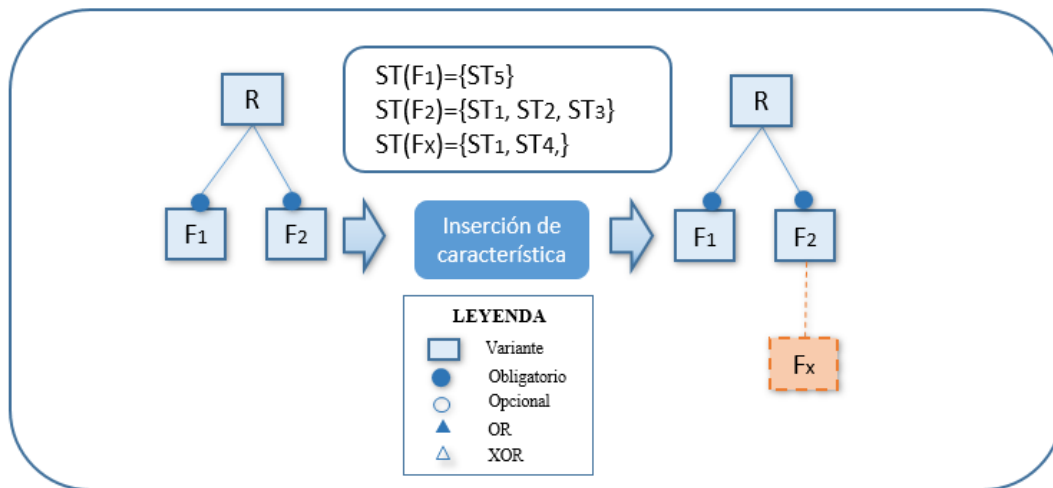 R
ST(F1)={ST5}
ST(F2)={ST1, ST2, ST3}
ST(Fx)={ST1, ST4,}
R
F1
F2
Inserción de
característica
F1
F2
LEYENDA
Variante
Obligatorio
Opcional
OR
XOR
Fx